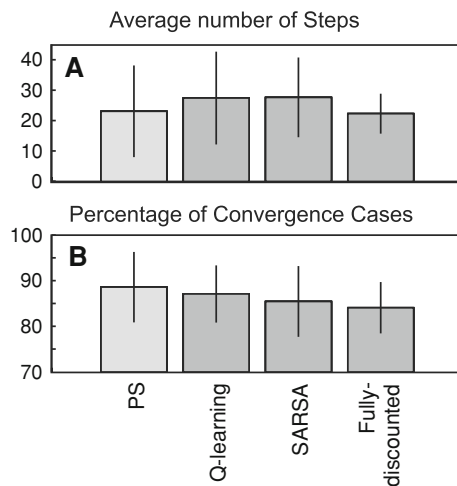 Average number of Steps
A
40
30
20
10
0
Percentage of Convergence Cases
B
100
90
80
70
PS
Q-learning
SARSA
Fully-
discounted